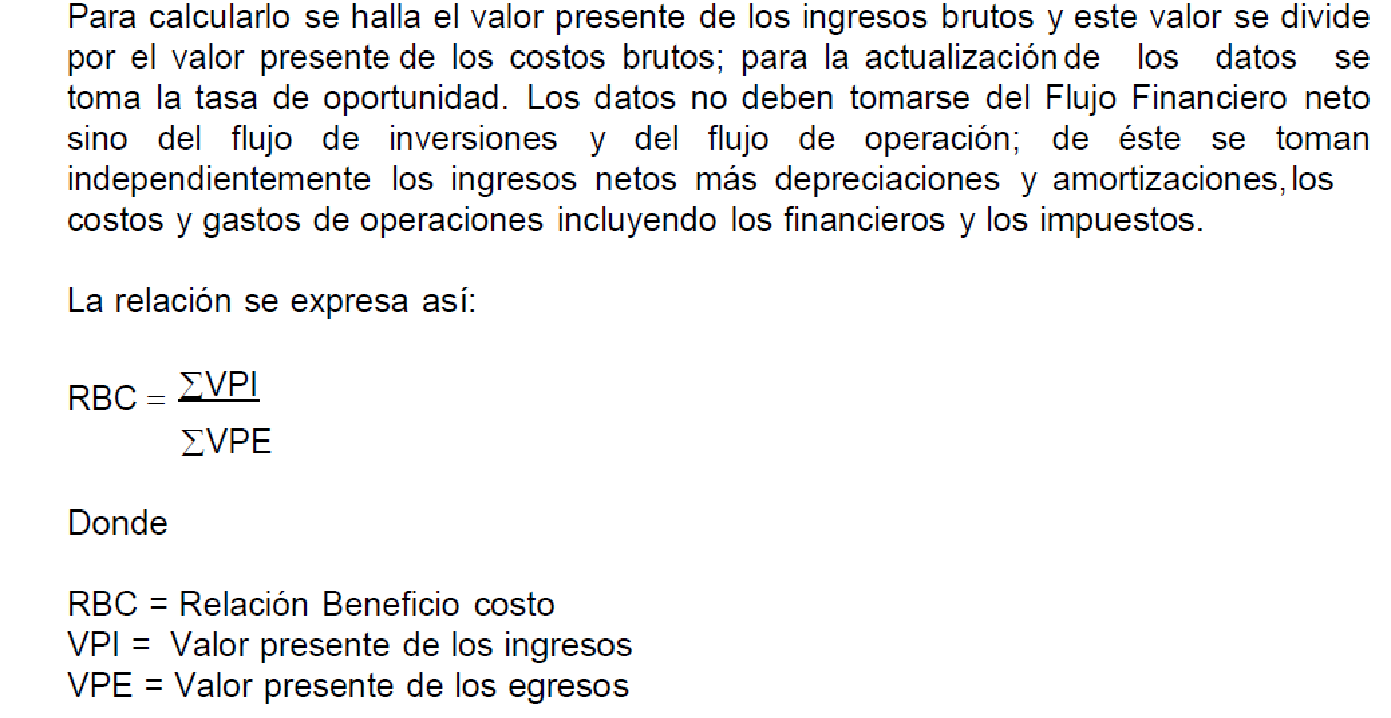 Para calcularlo se halla el valor presente de los ingresos brutos y este valor se divide
por el valor presente de los costos brutos; para la actualización de los datos se
toma la tasa de oportunidad. Los datos no deben tomarse del Flujo Financiero neto
sino del flujo de inversiones y del flujo de operación; de éste se toman
independientemente los ingresos netos más depreciaciones y amortizaciones, los
costos y gastos de operaciones incluyendo los financieros y los impuestos.
La relación se expresa así:
RBC = ∑VPI
∑VPE
Donde
RBC = Relación Beneficio costo
VPI = Valor presente de los ingresos
VPE = Valor presente de los egresos